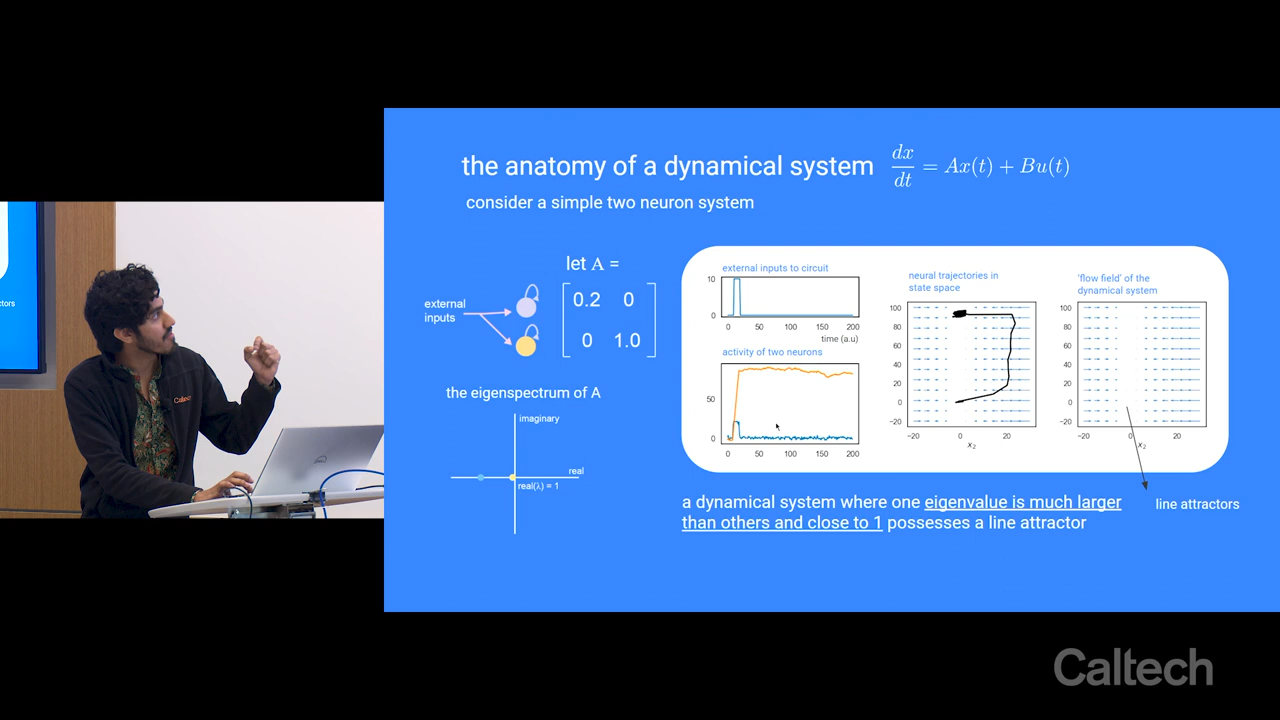 the anatomy of a dynamical system
dx
dt
= Ax(t) + Bu(t)
consider a simple two neuron system
let A =
external
inputs
0.2 0
0 1.0
the eigenspectrum of A
imaginary
real
real(λ) = 1
external inputs to circuit
10
0
0 50 100 150 200
time (a.u)
activity of two neurons
50
0
0 50 100 150 200
neural trajectories in
state space
100
80
60
40
20
0
−20
−20 0 20
x₂
'flow field' of the
dynamical system
100
80
60
40
20
0
−20
−20 0 20
x₂
line attractors
a dynamical system where one eigenvalue is much larger
than others and close to 1 possesses a line attractor
ctors
Caltech
Caltech